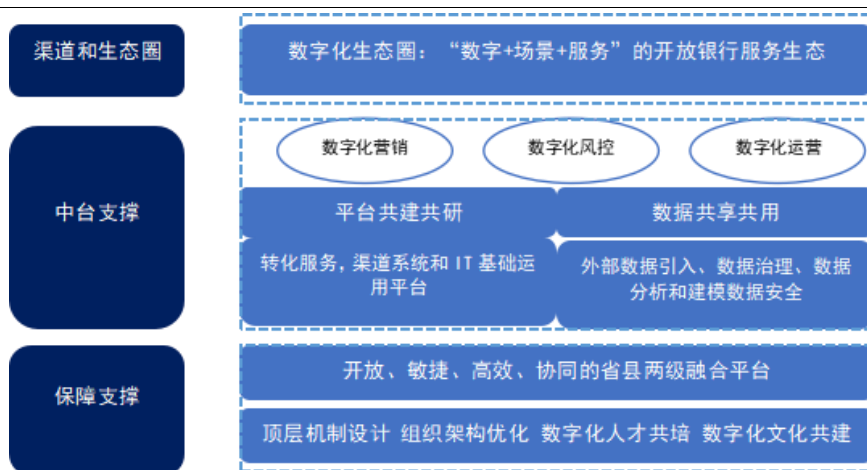 渠道和生态圈
数字化生态圈：“数字+场景+服务”的开放银行服务生态
中台支撑
数字化营销
数字化风控
数字化运营
平台共建共研
数据共享共用
转化服务，渠道系统和 IT 基础运
用平台
外部数据引入、数据治理、数据
分析和建模数据安全
保障支撑
开放、敏捷、高效、协同的省县两级融合平台
顶层机制设计 组织架构优化 数字化人才共培 数字化文化共建